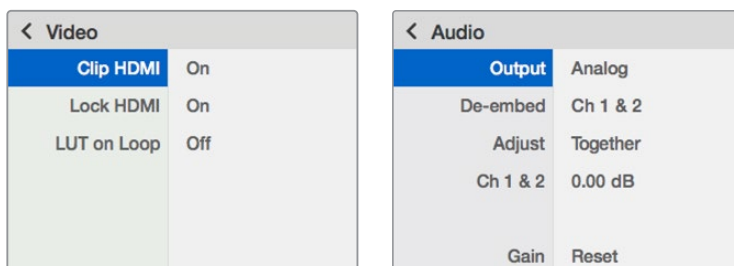 < Video
Clip HDMI On
Lock HDMI On
LUT on Loop Off
< Audio
Output Analog
De-embed Ch 1 & 2
Adjust Together
Ch 1 & 2 0.00 dB
Gain Reset